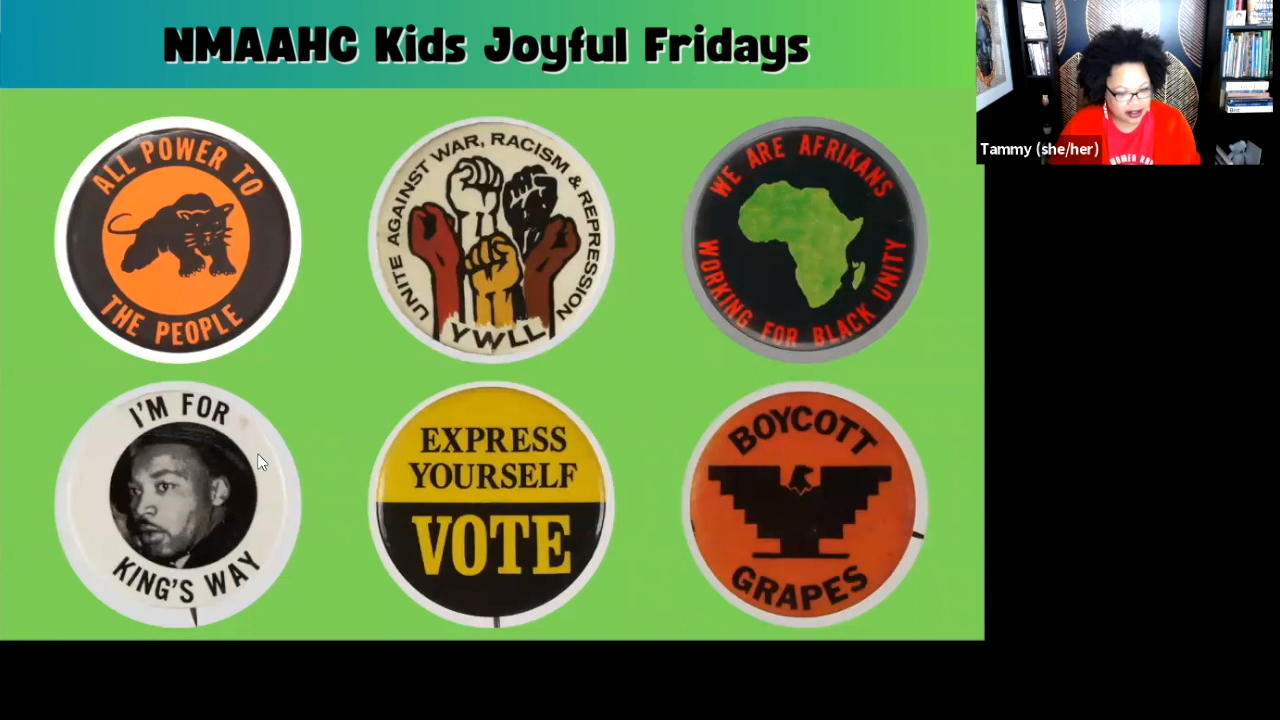 NMAAHC Kids Joyful Fridays
Tammy (she/her)
ALL POWER TO
THE PEOPLE
UNITE AGAINST WAR, RACISM & REPRESSION
YWLL
WE ARE AFRIKANS
WORKING FOR BLACK UNITY
I'M FOR
KING'S WAY
EXPRESS
YOURSELF
VOTE
BOYCOTT
GRAPES